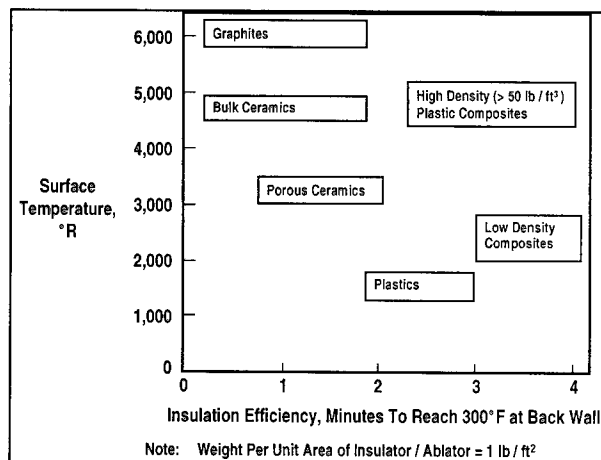 6,000
Graphites
5,000
Bulk Ceramics
High Density (> 50 lb / ft³)
Plastic Composites
4,000
Surface
Temperature,
°R
Porous Ceramics
3,000
Low Density
Composites
2,000
Plastics
1,000
0
0 1 2 3 4
Insulation Efficiency, Minutes To Reach 300°F at Back Wall
Note: Weight Per Unit Area of Insulator / Ablator = 1 lb / ft²